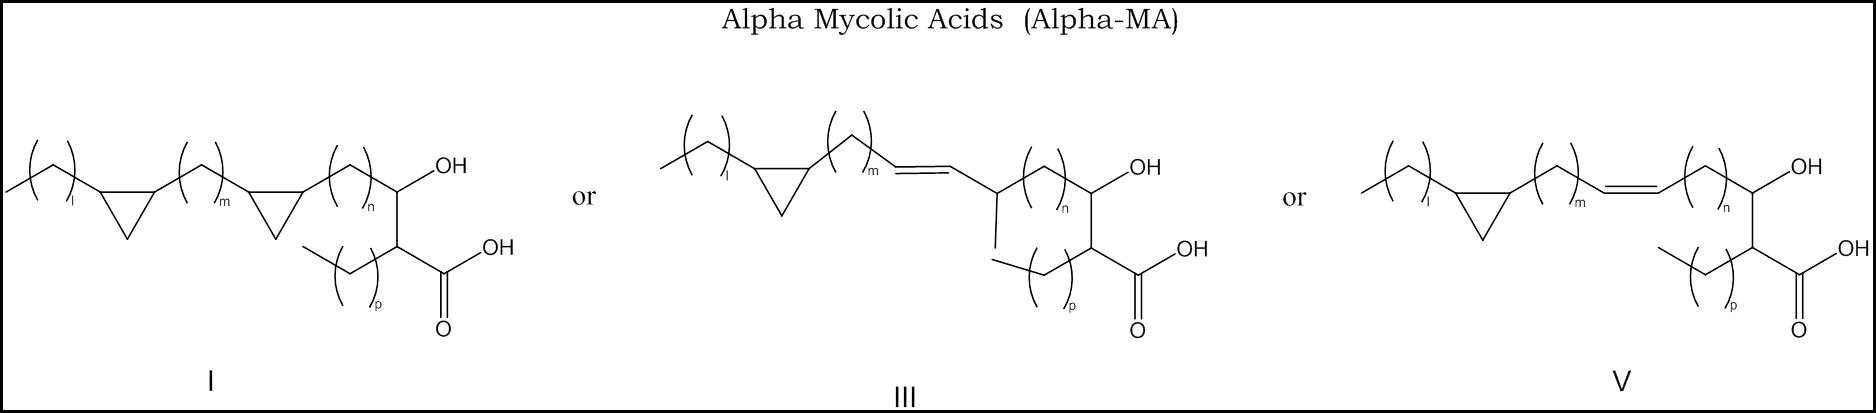 Alpha Mycolic Acids (Alpha-MA)
( ) l ( ) m ( ) n OH
( ) p OH
O
I
or
( ) l ( ) m ( ) n OH
( ) p OH
O
III
or
( ) l ( ) m ( ) n OH
( ) p OH
O
V